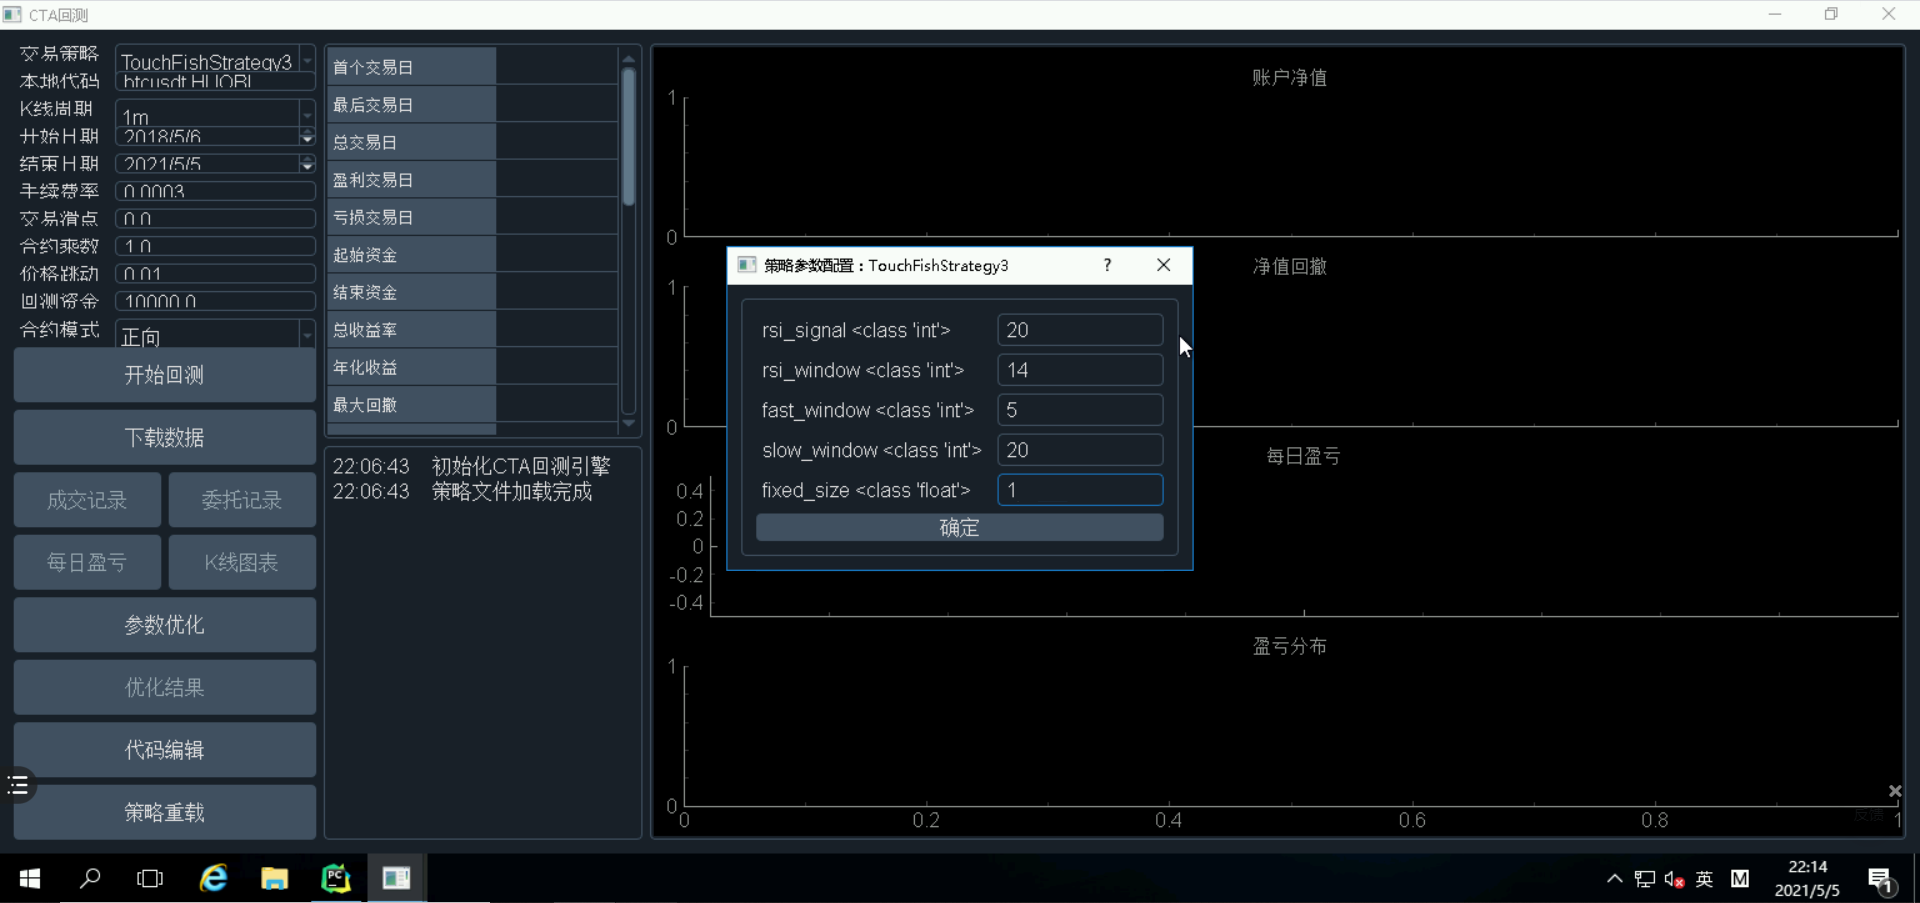 CTA回测
交易策略
TouchFishStrategy3
本地代码
btcusdt.HUOBI
K线周期
1m
开始日期
2018/5/6
结束日期
2021/5/5
手续费率
0.0003
交易滑点
0.0
合约乘数
1.0
价格跳动
0.01
回测资金
10000.0
合约模式
正向
开始回测
下载数据
成交记录
委托记录
每日盈亏
K线图表
参数优化
优化结果
代码编辑
策略重载
首个交易日
最后交易日
总交易日
盈利交易日
亏损交易日
起始资金
结束资金
总收益率
年化收益
最大回撤
22:06:43 初始化CTA回测引擎
22:06:43 策略文件加载完成
账户净值
1
0
净值回撤
1
0
每日盈亏
0.4
0.2
0
-0.2
-0.4
盈亏分布
1
0
0 0.2 0.4 0.6 0.8 1
反馈
策略参数配置：TouchFishStrategy3
?
rsi_signal <class 'int'> 20
rsi_window <class 'int'> 14
fast_window <class 'int'> 5
slow_window <class 'int'> 20
fixed_size <class 'float'> 1
确定
PC
英
M
22:14
2021/5/5
1